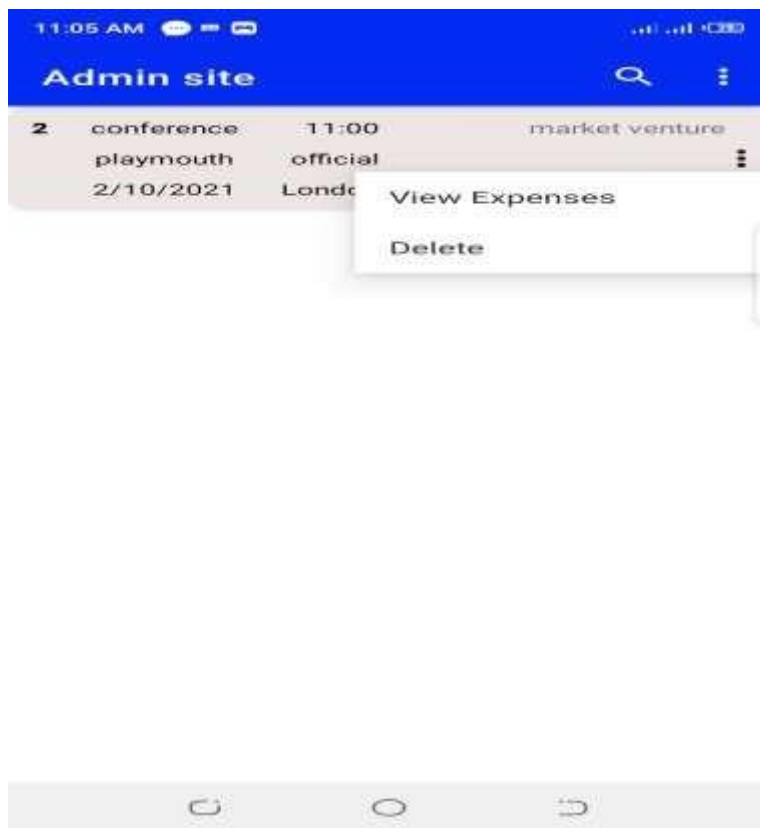 11:05 AM
Admin site
2 conference 11:00 market venture
playmouth official
2/10/2021 Londo
View Expenses
Delete